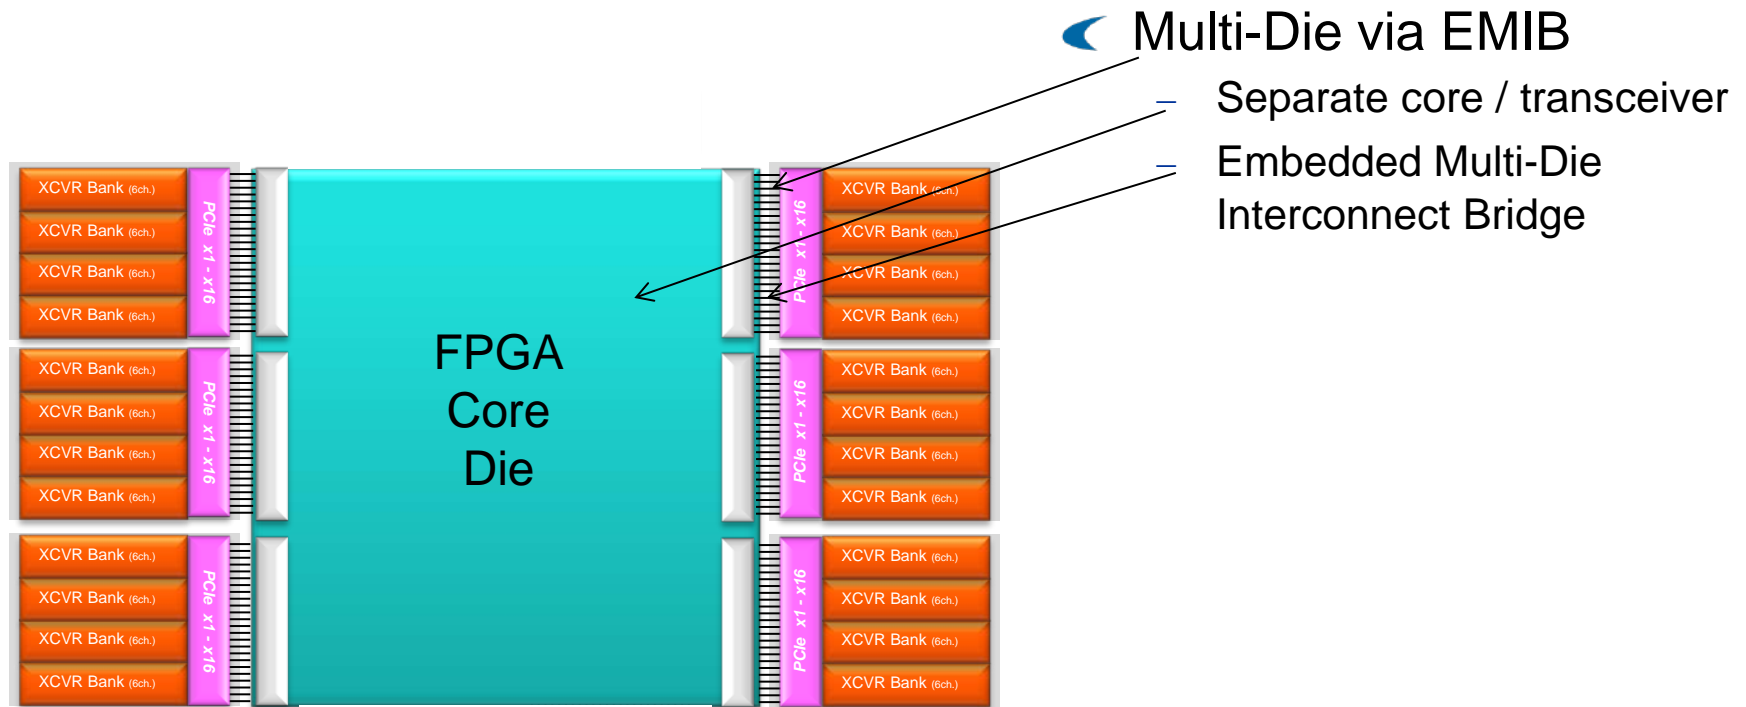 Multi-Die via EMIB
– Separate core / transceiver
– Embedded Multi-Die
Interconnect Bridge
XCVR Bank (6ch.)
XCVR Bank (6ch.)
XCVR Bank (6ch.)
XCVR Bank (6ch.)
PCIe x1 - x16
XCVR Bank (6ch.)
XCVR Bank (6ch.)
XCVR Bank (6ch.)
XCVR Bank (6ch.)
PCIe x1 - x16
XCVR Bank (6ch.)
XCVR Bank (6ch.)
XCVR Bank (6ch.)
XCVR Bank (6ch.)
PCIe x1 - x16
FPGA
Core
Die
PCIe x1 - x16
XCVR Bank (6ch.)
XCVR Bank (6ch.)
XCVR Bank (6ch.)
XCVR Bank (6ch.)
PCIe x1 - x16
XCVR Bank (6ch.)
XCVR Bank (6ch.)
XCVR Bank (6ch.)
XCVR Bank (6ch.)
PCIe x1 - x16
XCVR Bank (6ch.)
XCVR Bank (6ch.)
XCVR Bank (6ch.)
XCVR Bank (6ch.)